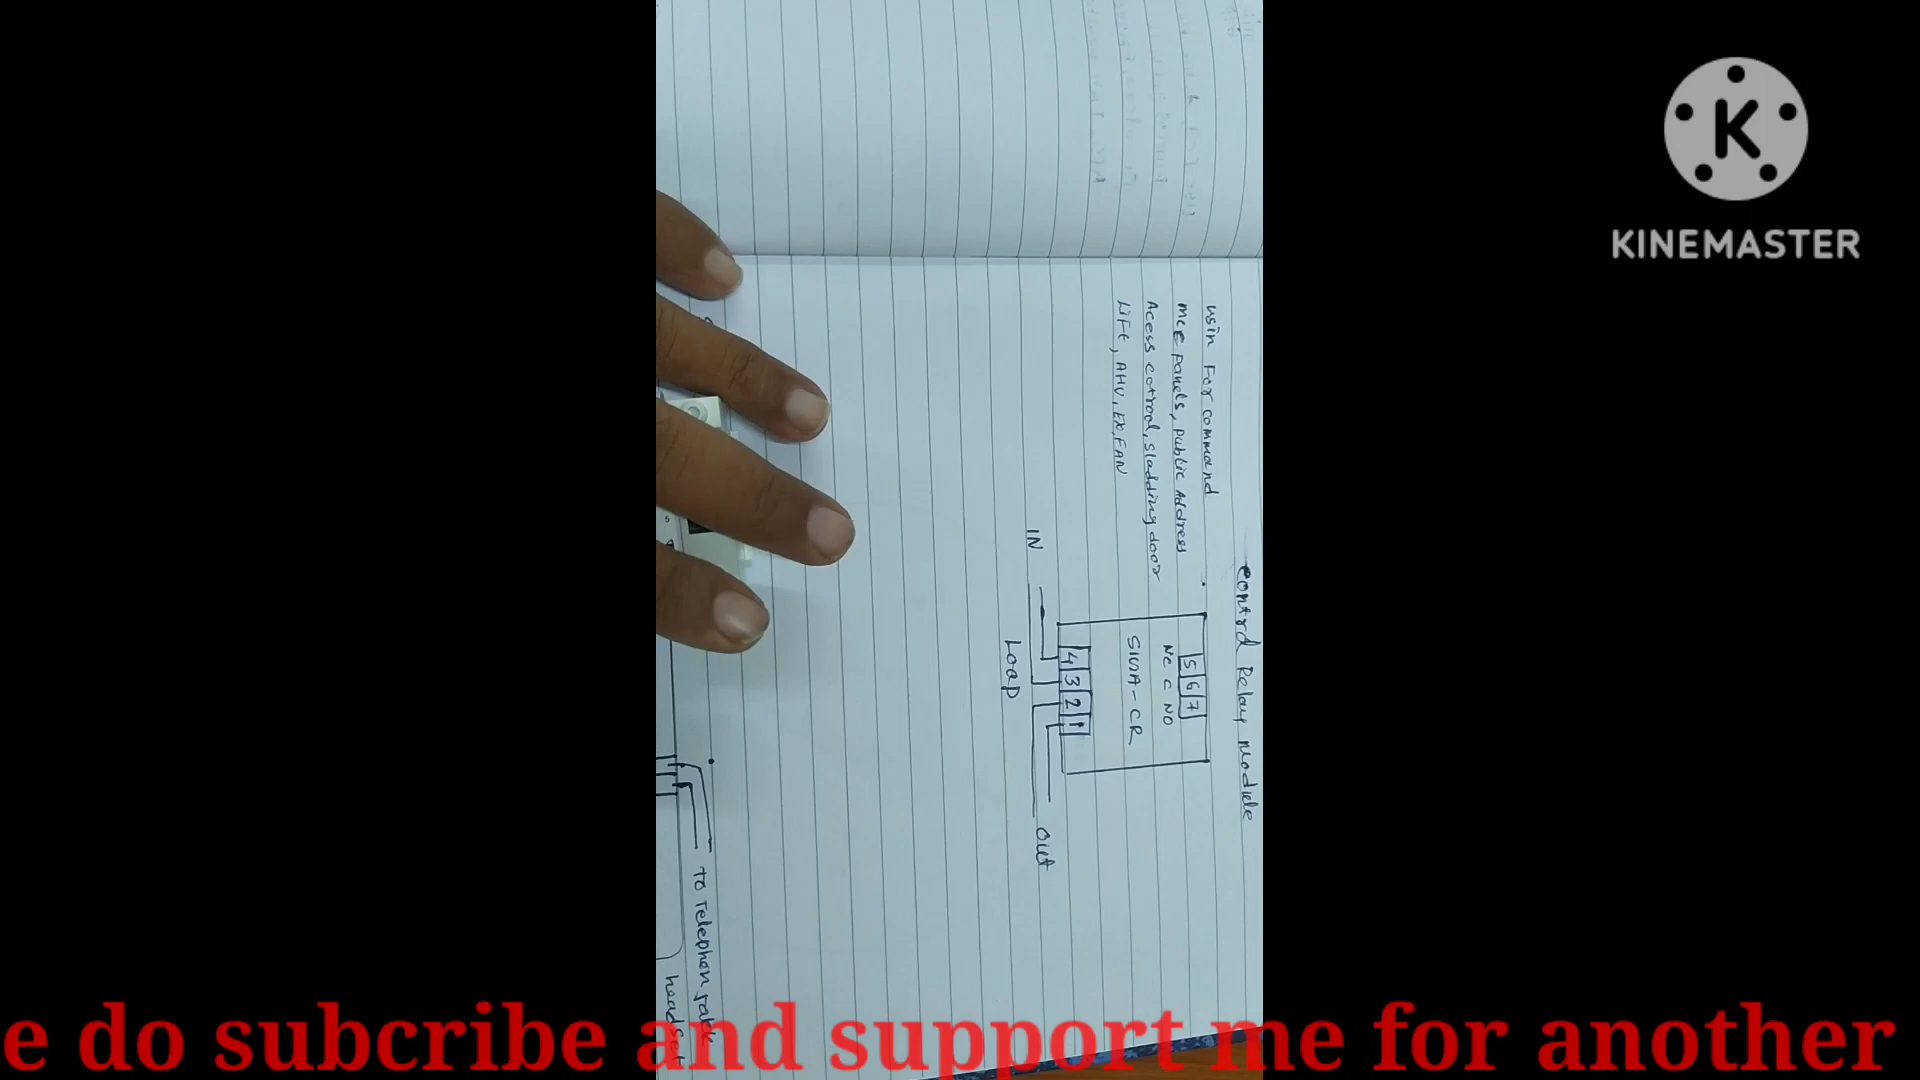 KINEMASTER
control Relay Module
usin For command
mcc panels, public Address
Acess cotrool, sladding door
LIFt, AHU, EX, FAN
5 6 7
NC C NO
SIGA-CR
4 3 2 1
IN
out
Loop
To Telephon
headset
e do subcribe and support me for another